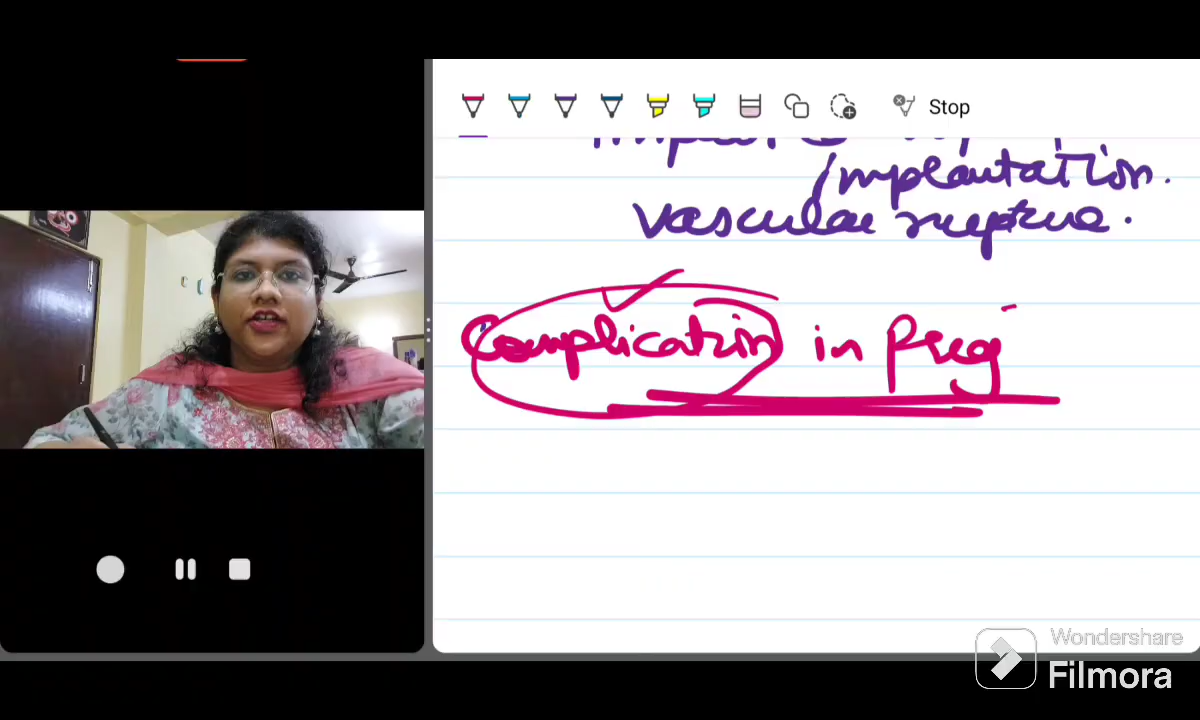 Stop
implantation.
vascular rupture.
Complication in Preg
Wondershare
Filmora